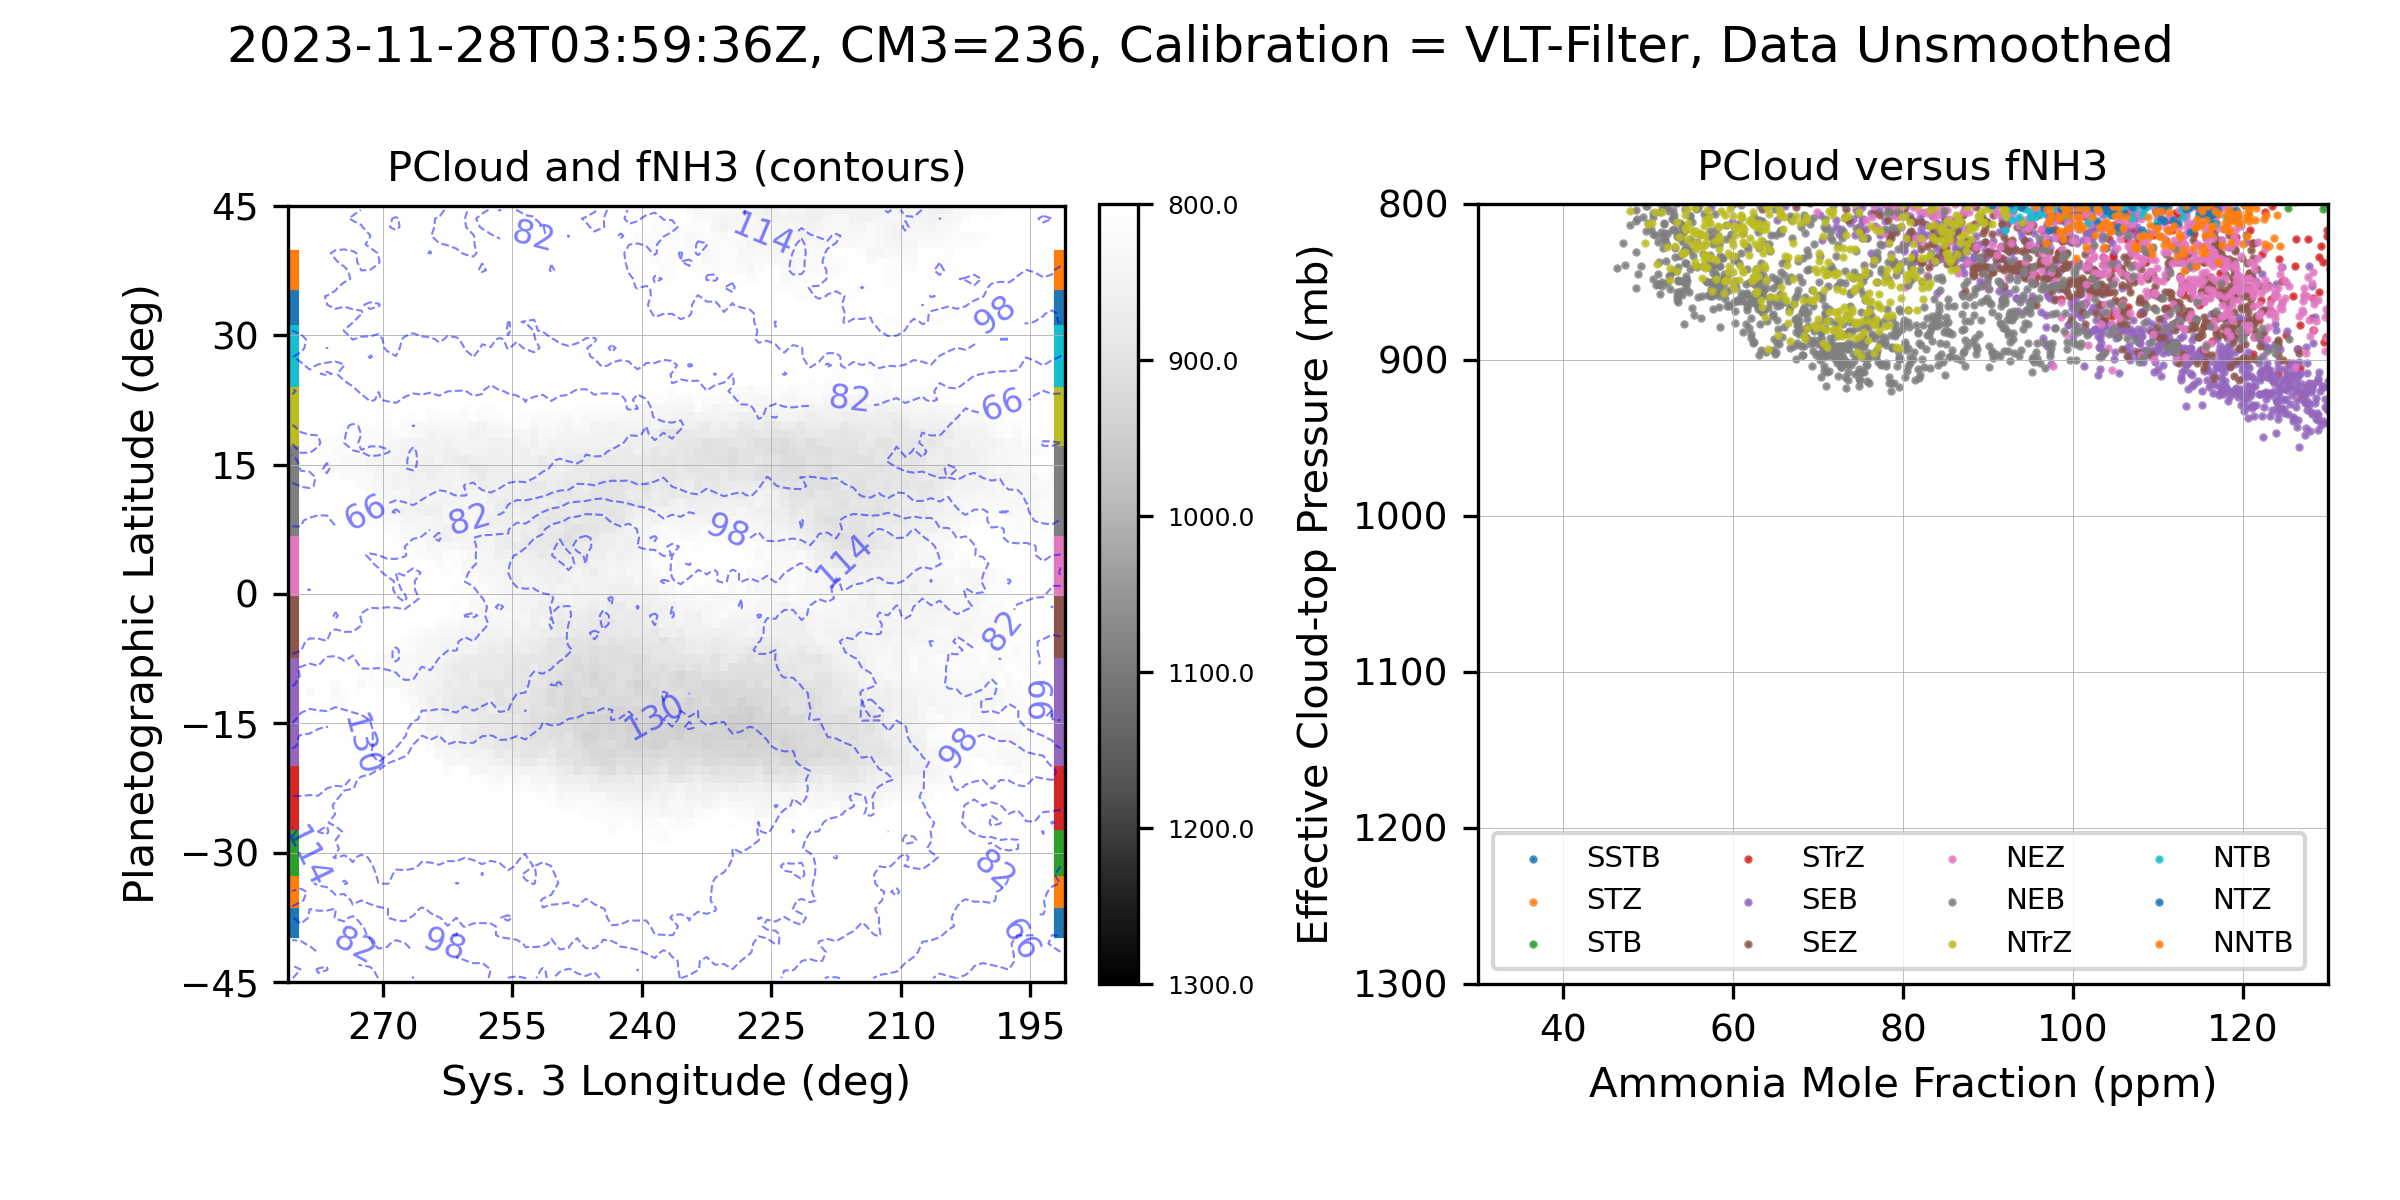 2023-11-28T03:59:36Z, CM3=236, Calibration = VLT-Filter, Data Unsmoothed
PCloud and fNH3 (contours)
Planetographic Latitude (deg)
45
30
15
0
−15
−30
−45
270
255
240
225
210
195
Sys. 3 Longitude (deg)
82
114
98
82
66
66
82
98
114
82
66
130
130
98
114
82
82
98
66
800.0
900.0
1000.0
1100.0
1200.0
1300.0
PCloud versus fNH3
Effective Cloud-top Pressure (mb)
800
900
1000
1100
1200
1300
40
60
80
100
120
Ammonia Mole Fraction (ppm)
SSTB
STZ
STB
STrZ
SEB
SEZ
NEZ
NEB
NTrZ
NTB
NTZ
NNTB